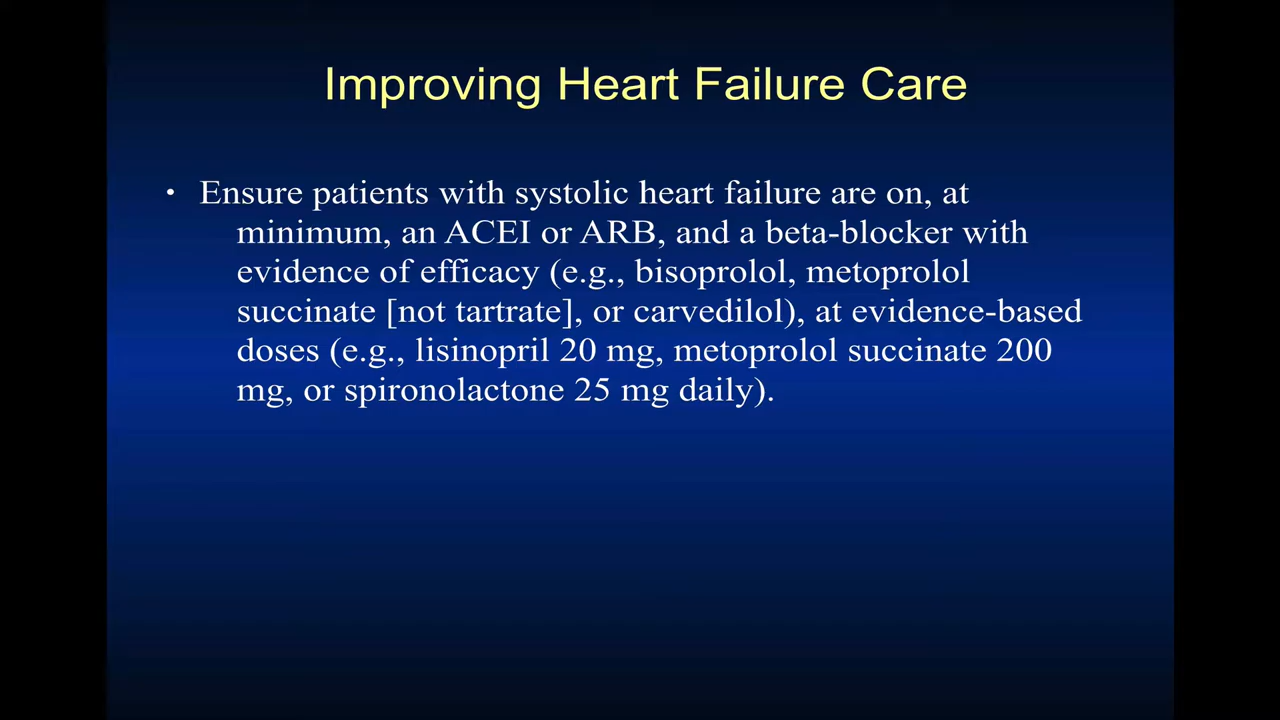 Improving Heart Failure Care
• Ensure patients with systolic heart failure are on, at
minimum, an ACEI or ARB, and a beta-blocker with
evidence of efficacy (e.g., bisoprolol, metoprolol
succinate [not tartrate], or carvedilol), at evidence-based
doses (e.g., lisinopril 20 mg, metoprolol succinate 200
mg, or spironolactone 25 mg daily).